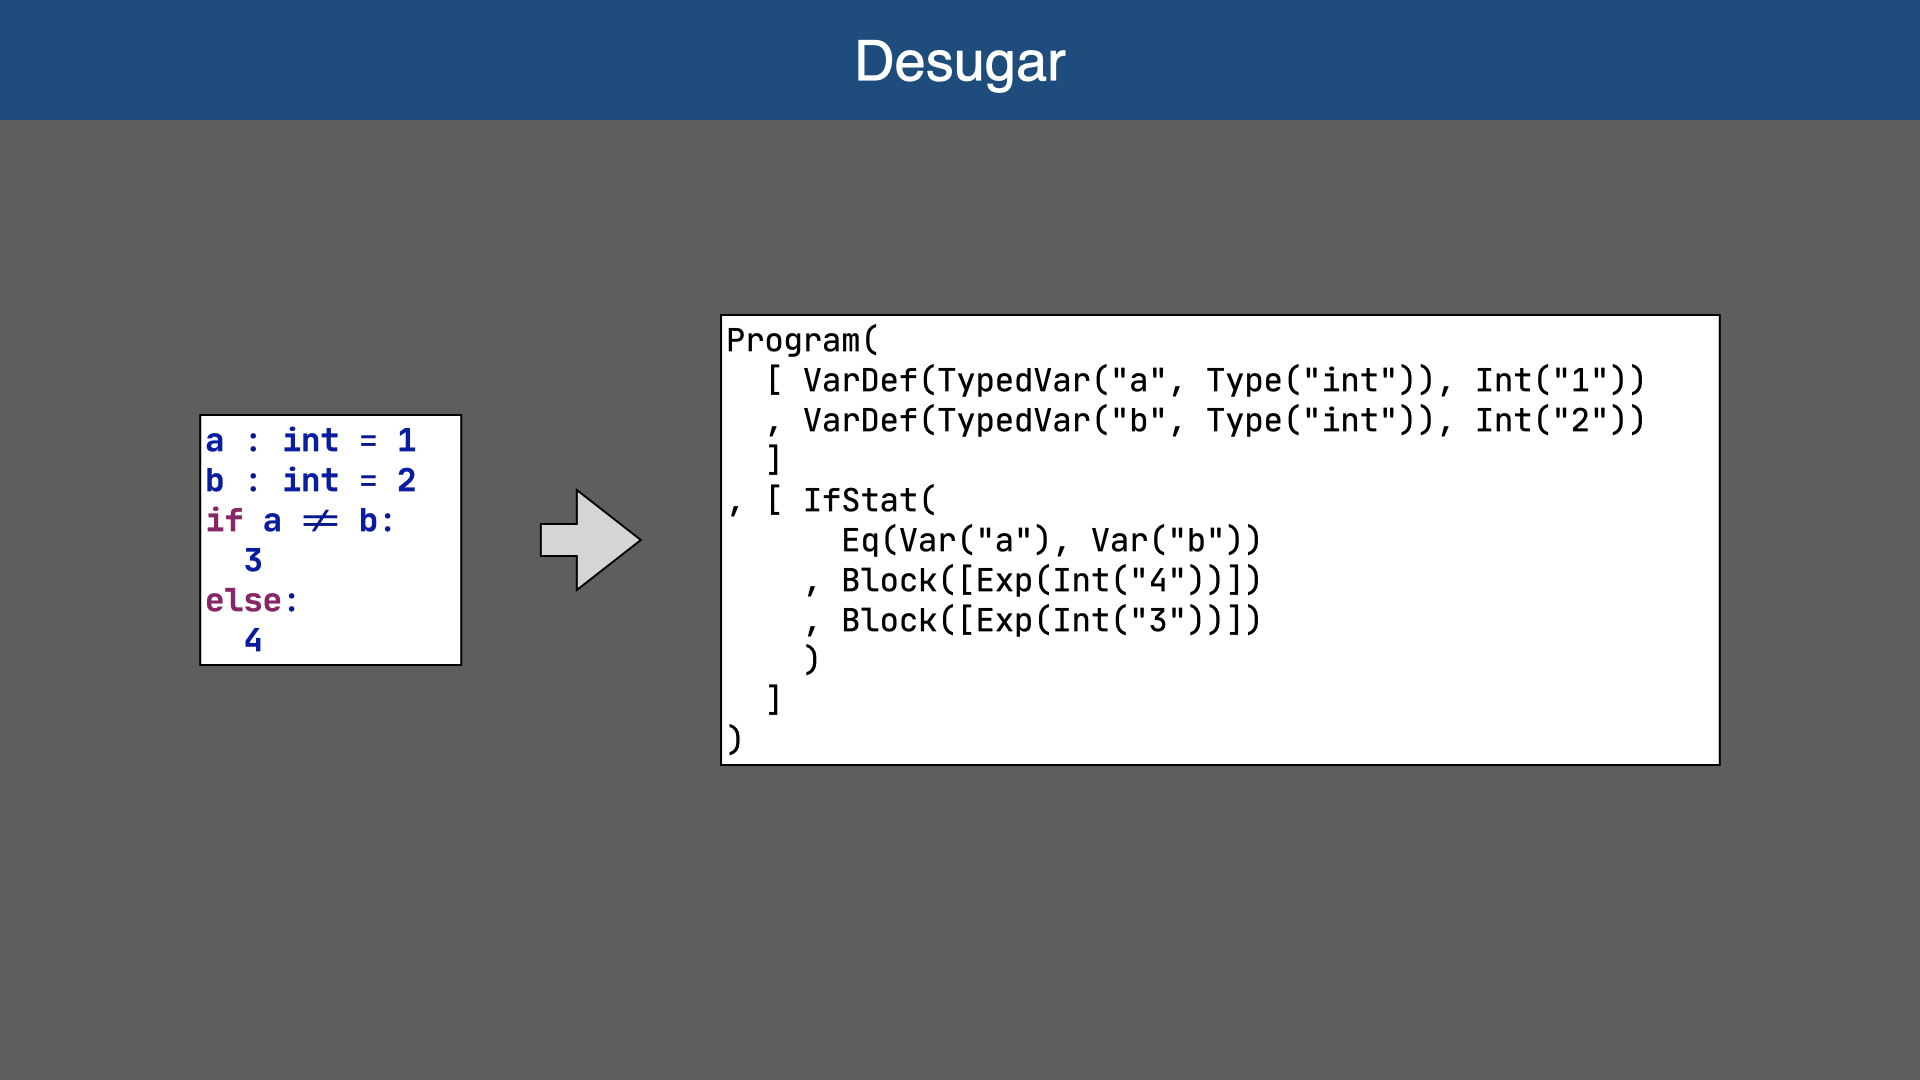 Desugar
a : int = 1
b : int = 2
if a != b:
  3
else:
  4
Program(
  [ VarDef(TypedVar("a", Type("int")), Int("1"))
  , VarDef(TypedVar("b", Type("int")), Int("2"))
  ]
, [ IfStat(
      Eq(Var("a"), Var("b"))
    , Block([Exp(Int("4"))])
    , Block([Exp(Int("3"))])
    )
  ]
)